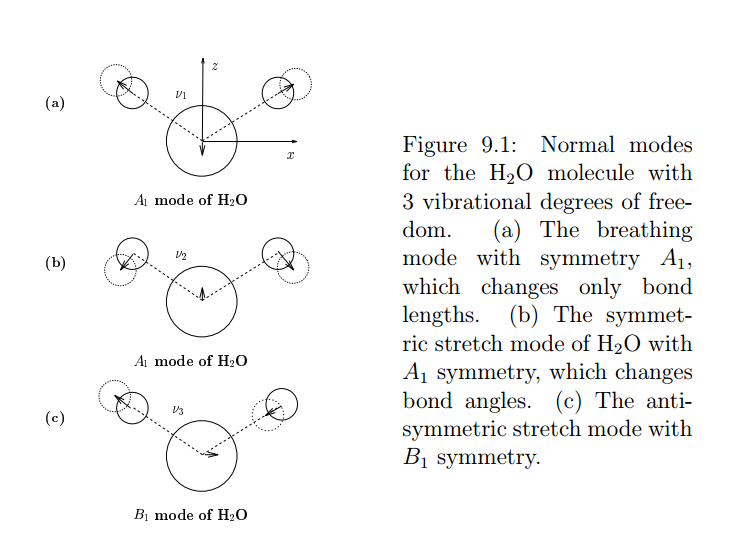 (a)
ν1
z
x
A1 mode of H2O
(b)
ν2
A1 mode of H2O
(c)
ν3
B1 mode of H2O
Figure 9.1: Normal modes
for the H2O molecule with
3 vibrational degrees of free-
dom. (a) The breathing
mode with symmetry A1,
which changes only bond
lengths. (b) The symmet-
ric stretch mode of H2O with
A1 symmetry, which changes
bond angles. (c) The anti-
symmetric stretch mode with
B1 symmetry.